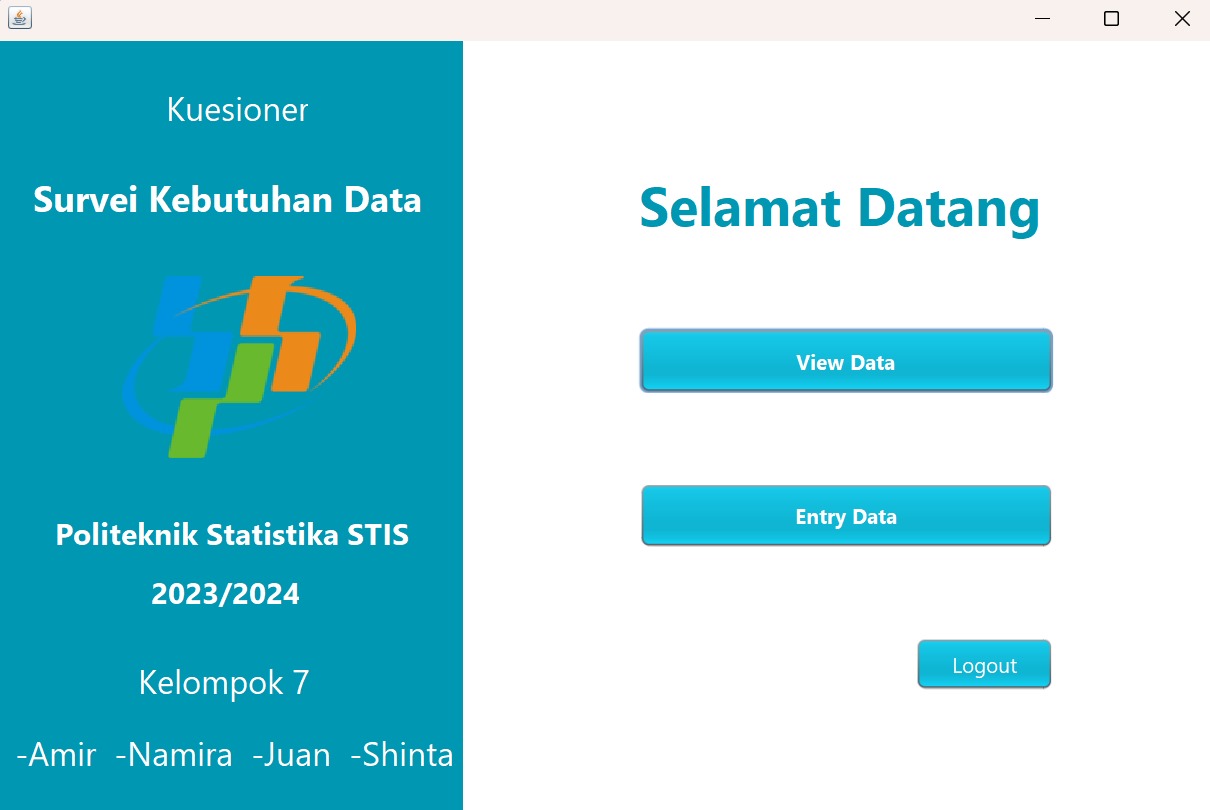 Kuesioner
Survei Kebutuhan Data
Politeknik Statistika STIS
2023/2024
Kelompok 7
-Amir -Namira -Juan -Shinta
Selamat Datang
View Data
Entry Data
Logout